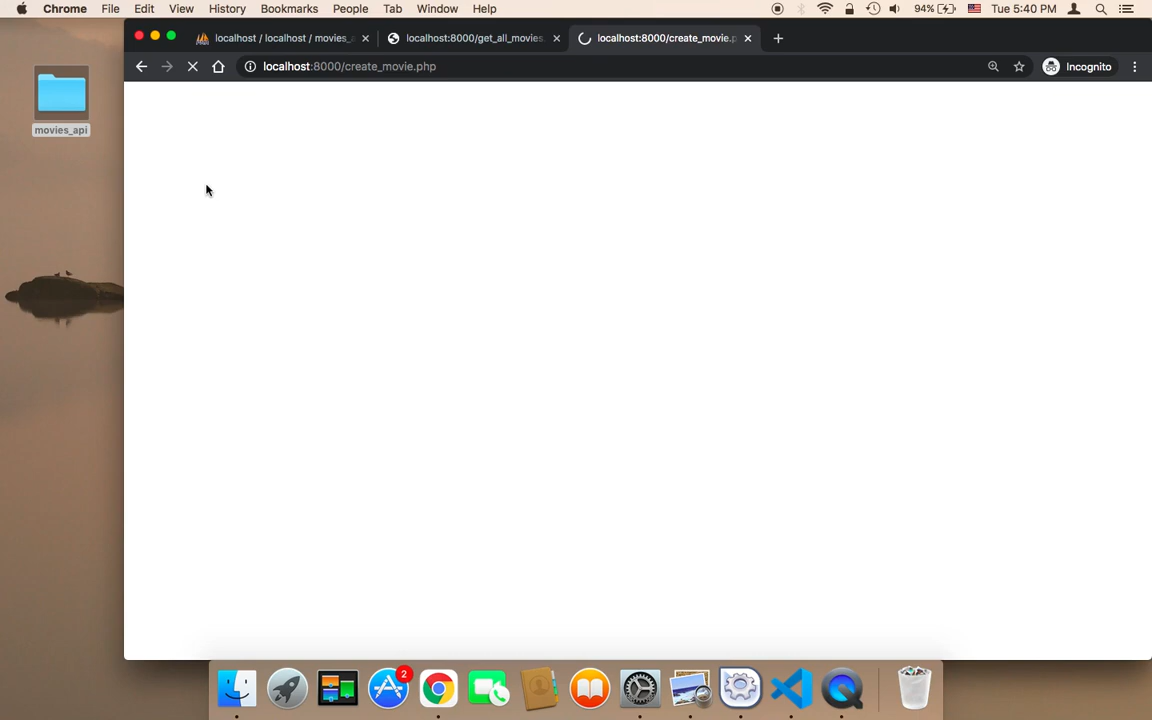 Chrome File Edit View History Bookmarks People Tab Window Help 94% Tue 5:40 PM
localhost / localhost / movies_a localhost:8000/get_all_movies. localhost:8000/create_movie.p
localhost:8000/create_movie.php Incognito
movies_api
2